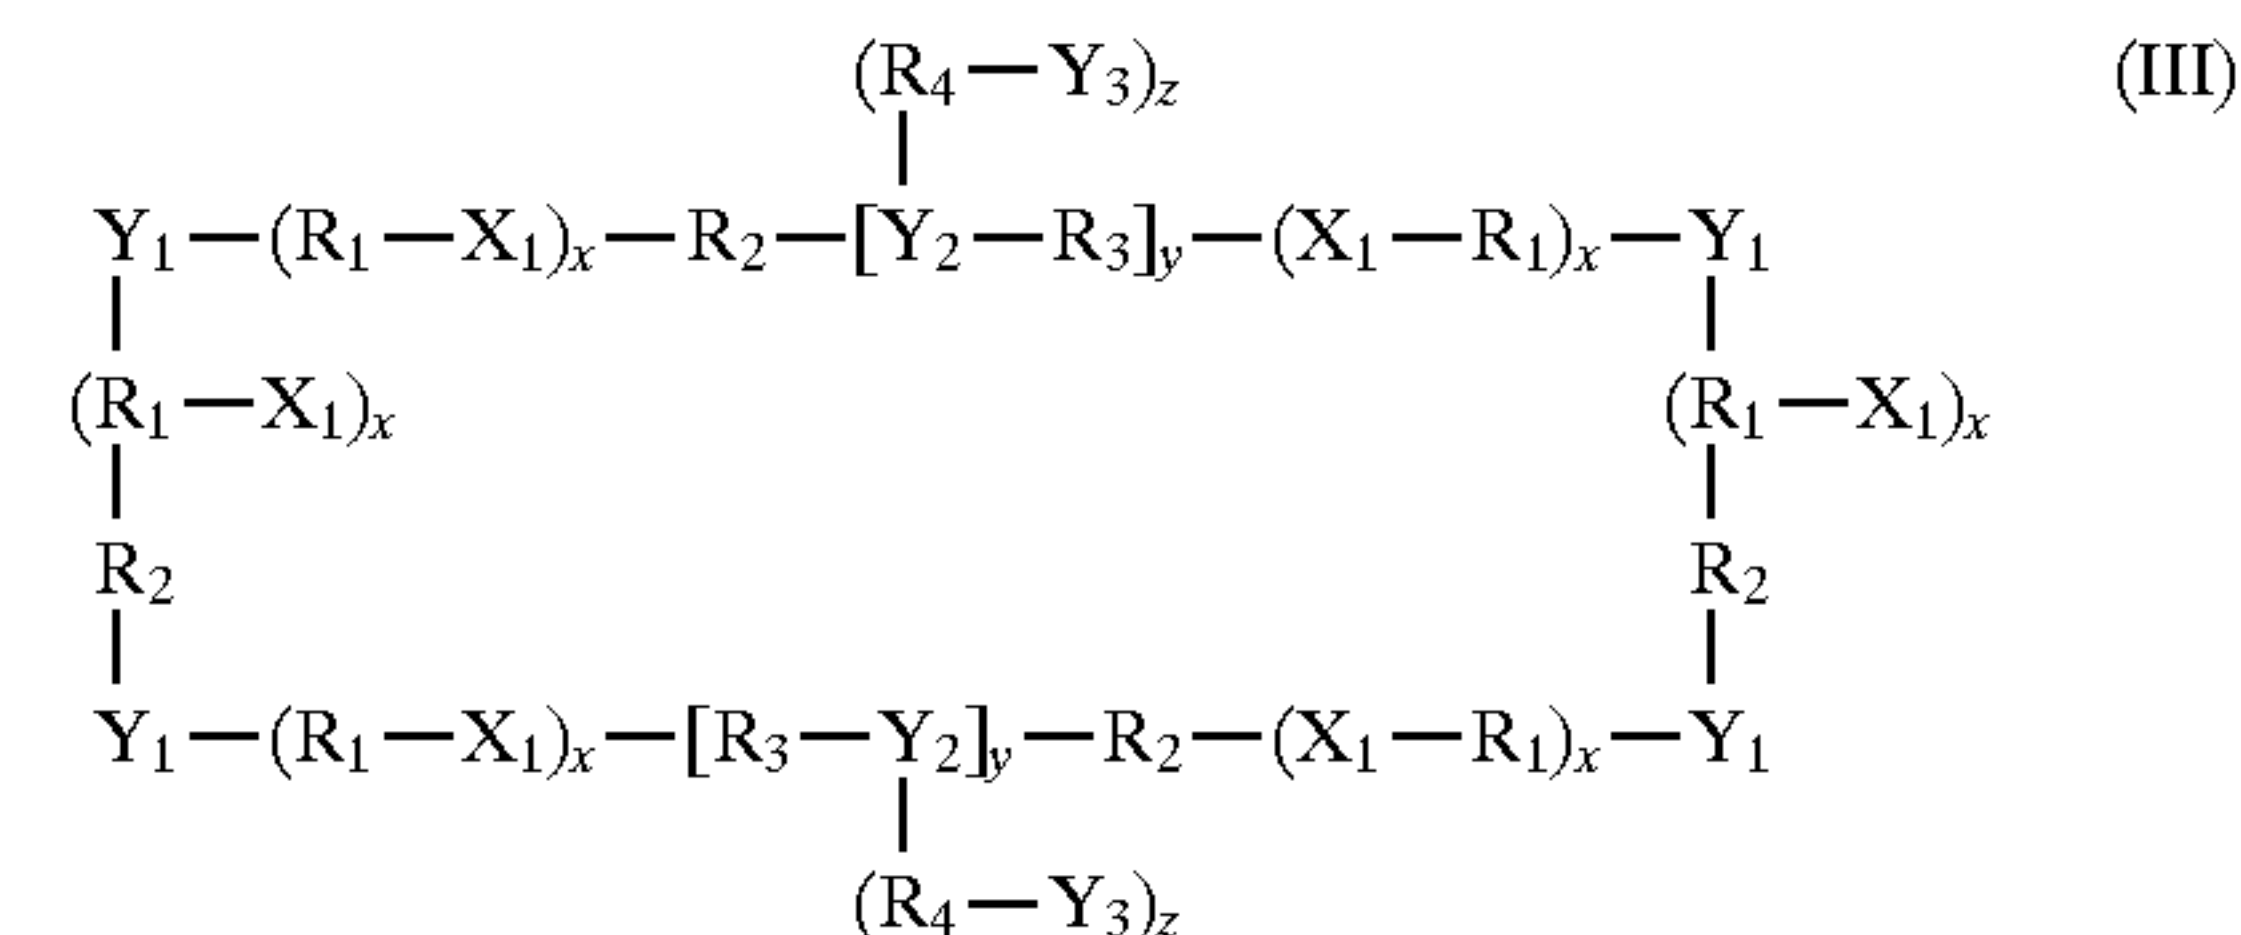 (R₄—Y₃)z (III)
Y₁—(R₁—X₁)x—R₂—[Y₂—R₃]y—(X₁—R₁)x—Y₁
(R₁—X₁)x (R₁—X₁)x
R₂ R₂
Y₁—(R₁—X₁)x—[R₃—Y₂]y—R₂—(X₁—R₁)x—Y₁
(R₄—Y₃)z